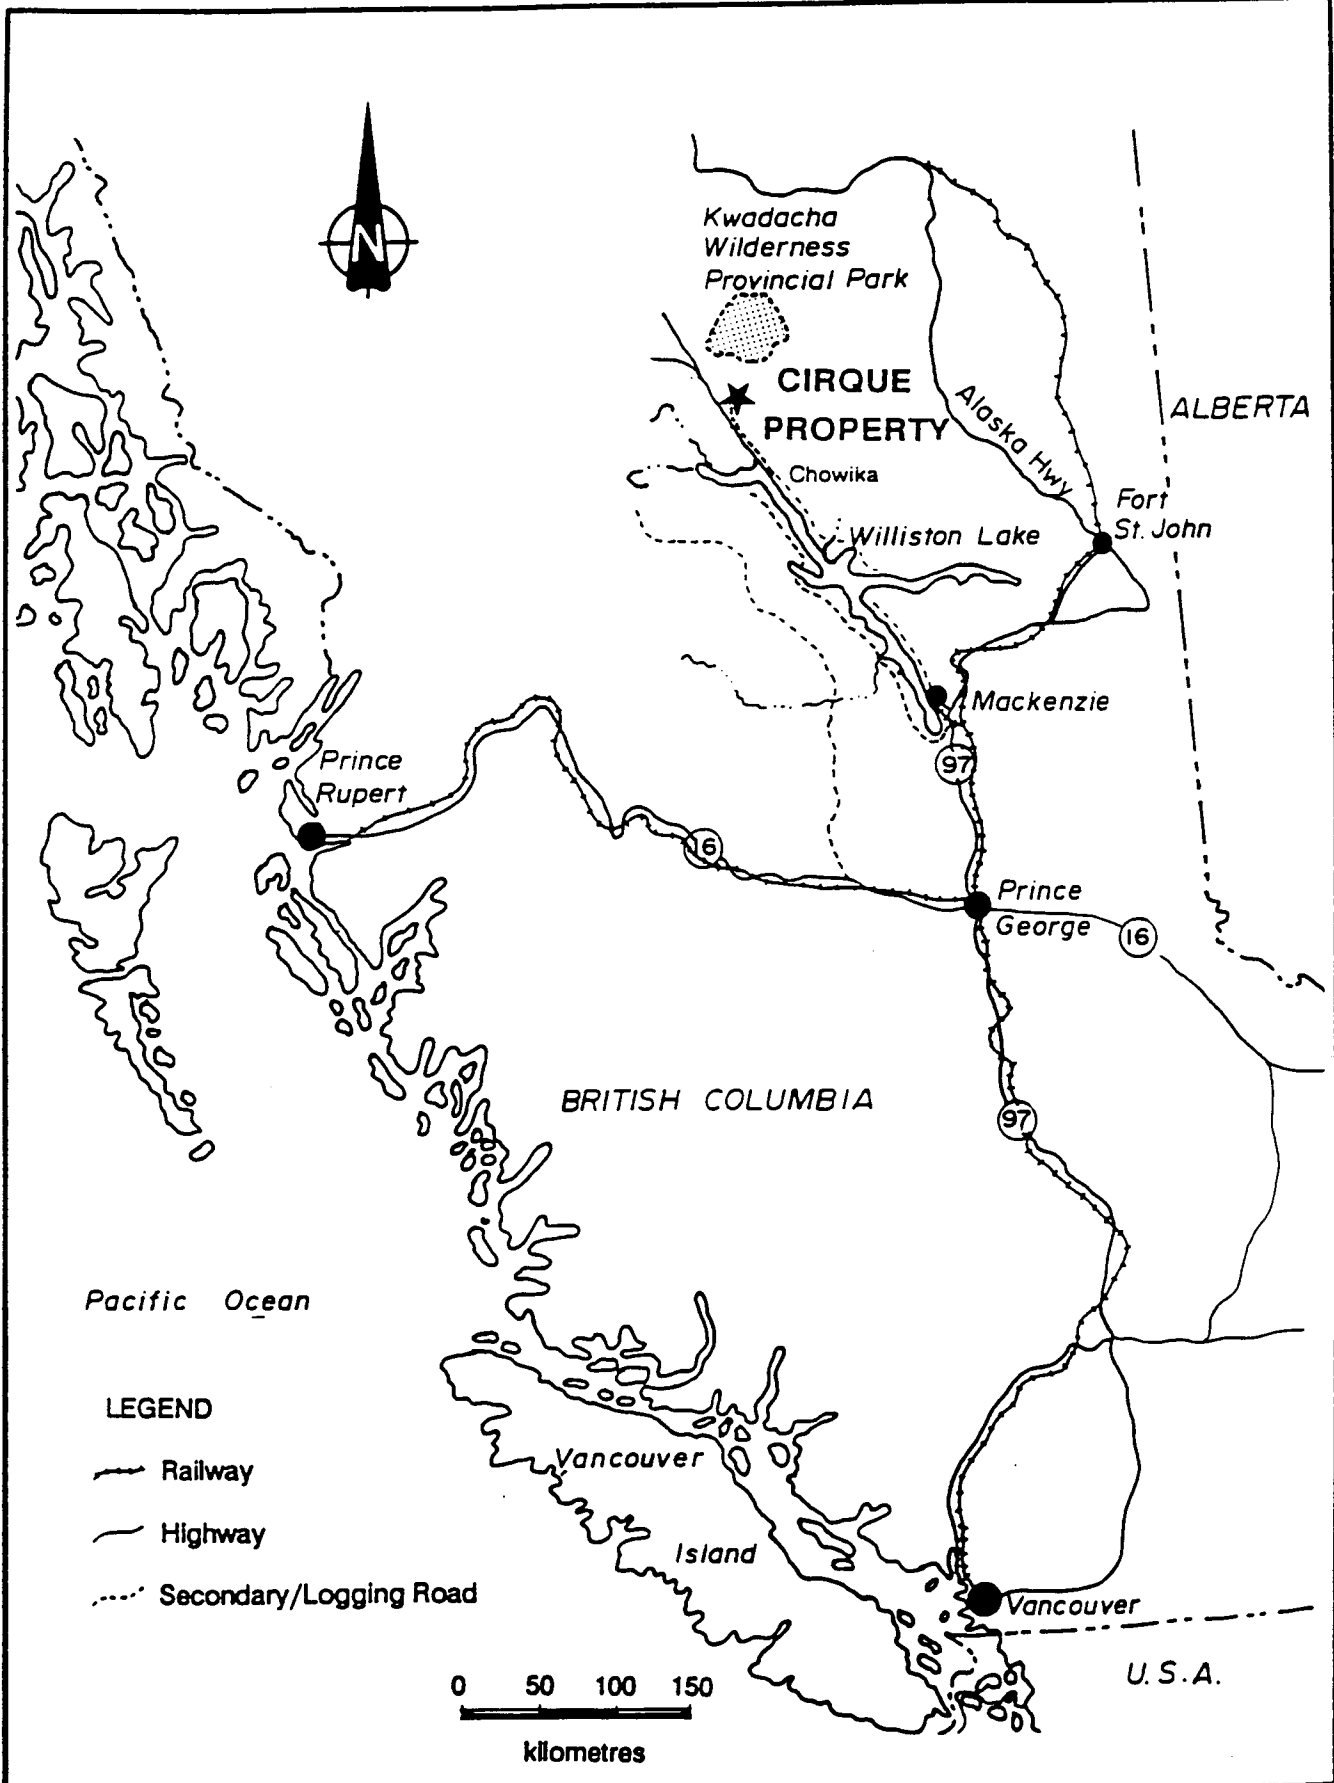 N
Kwadacha
Wilderness
Provincial Park
CIRQUE
PROPERTY
Alaska Hwy
ALBERTA
Chowika
Fort
St. John
Williston Lake
Mackenzie
97
Prince
Rupert
16
Prince
George
16
BRITISH COLUMBIA
97
Pacific Ocean
LEGEND
Railway
Highway
Secondary/Logging Road
Vancouver
Island
Vancouver
U.S.A.
0 50 100 150
kilometres